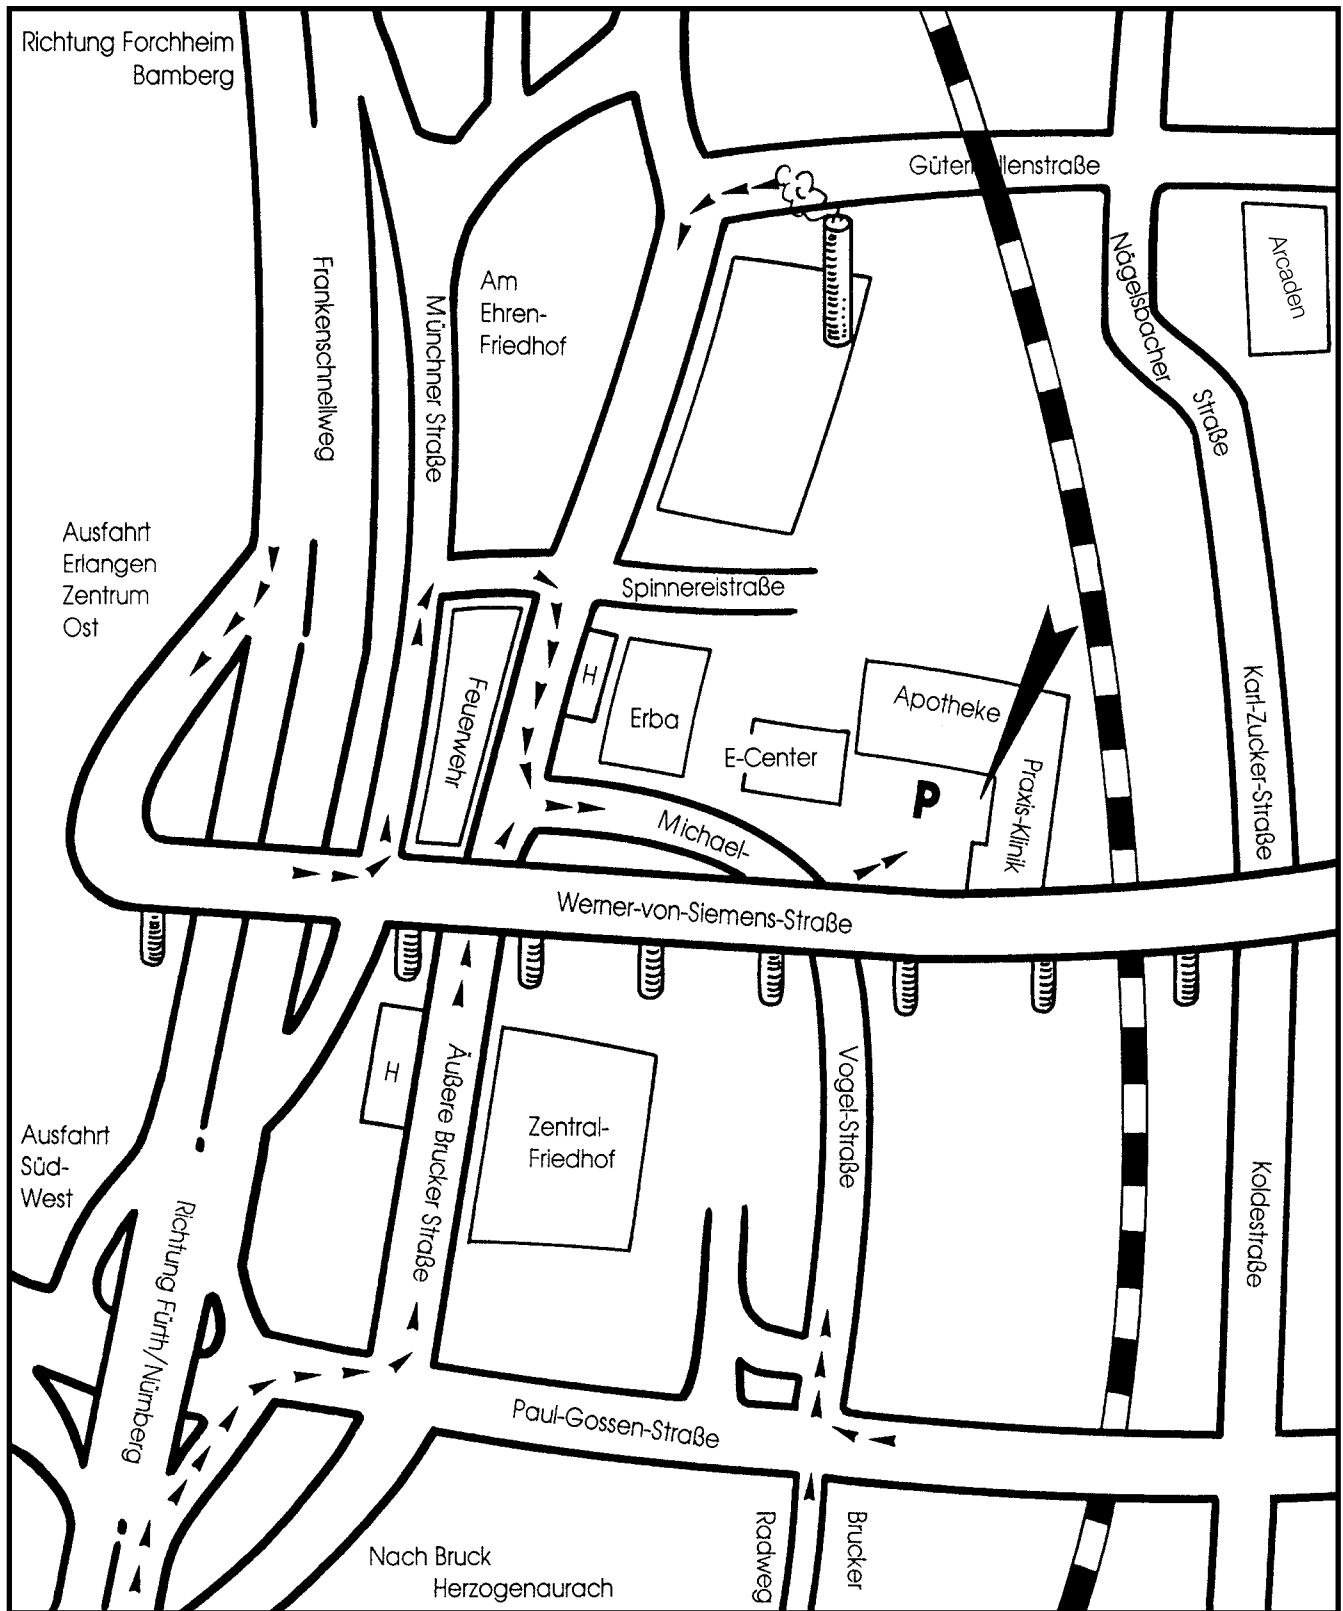 Richtung Forchheim
Bamberg
Güter llenstraße
Frankenschnellweg
Münchner Straße
Am
Ehren-
Friedhof
Nägelsbacher
Straße
Arcaden
Ausfahrt
Erlangen
Zentrum
Ost
Spinnereistraße
Feuerwehr
H
Erba
E-Center
Apotheke
P
Praxis-Klinik
Karl-Zucker-Straße
Michael-
Werner-von-Siemens-Straße
H
Äußere Brucker Straße
Zentral-
Friedhof
Vogel-Straße
Koldestraße
Ausfahrt
Süd-
West
Richtung Fürth/Nürnberg
Paul-Gossen-Straße
Nach Bruck
Herzogenaurach
Radweg
Brucker